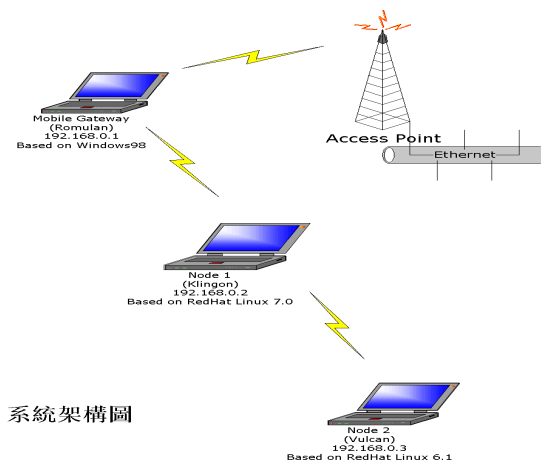 Mobile Gateway
(Romulan)
192.168.0.1
Based on Windows98
Access Point
Ethernet
Node 1
(Klingon)
192.168.0.2
Based on RedHat Linux 7.0
系統架構圖
Node 2
(Vulcan)
192.168.0.3
Based on RedHat Linux 6.1